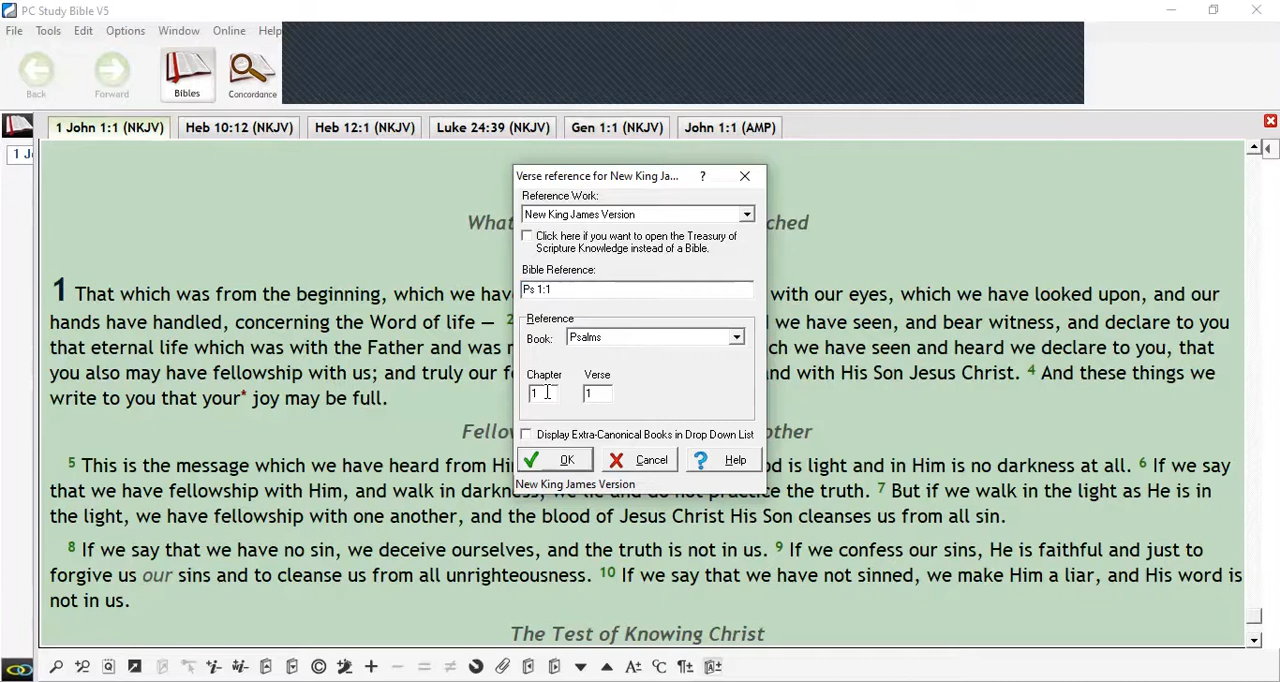 PC Study Bible V5
File Tools Edit Options Window Online Help
Back Forward Bibles Concordance
1 John 1:1 (NKJV) Heb 10:12 (NKJV) Heb 12:1 (NKJV) Luke 24:39 (NKJV) Gen 1:1 (NKJV) John 1:1 (AMP)
1 J
Verse reference for New King Ja... ?
Reference Work:
New King James Version
Click here if you want to open the Treasury of
Scripture Knowledge instead of a Bible.
Bible Reference:
Ps 1:1
Reference
Book: Psalms
Chapter Verse
1 1
Display Extra-Canonical Books in Drop Down List
OK Cancel ? Help
New King James Version
What ched
1 That which was from the beginning, which we hav with our eyes, which we have looked upon, and our
hands have handled, concerning the Word of life — 2 we have seen, and bear witness, and declare to you
that eternal life which was with the Father and was ch we have seen and heard we declare to you, that
you also may have fellowship with us; and truly our f and with His Son Jesus Christ. 4 And these things we
write to you that your* joy may be full.
Fello other
5 This is the message which we have heard from Hi od is light and in Him is no darkness at all. 6 If we say
that we have fellowship with Him, and walk in darkness, we lie and do not practice the truth. 7 But if we walk in the light as He is in
the light, we have fellowship with one another, and the blood of Jesus Christ His Son cleanses us from all sin.
8 If we say that we have no sin, we deceive ourselves, and the truth is not in us. 9 If we confess our sins, He is faithful and just to
forgive us our sins and to cleanse us from all unrighteousness. 10 If we say that we have not sinned, we make Him a liar, and His word is
not in us.
The Test of Knowing Christ